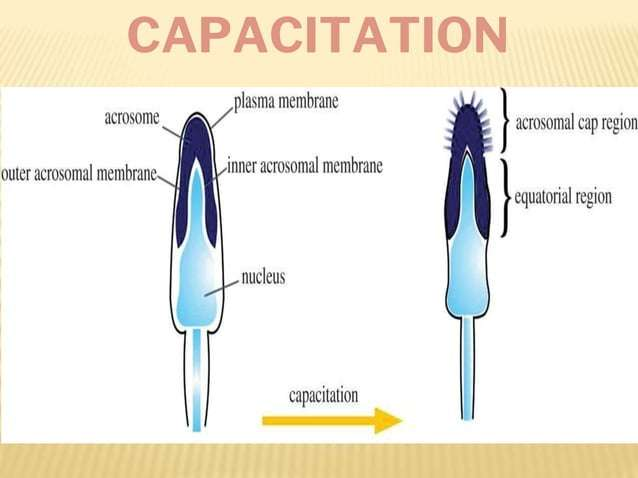 CAPACITATION
plasma membrane
acrosome
acrosomal cap region
outer acrosomal membrane
inner acrosomal membrane
equatorial region
nucleus
capacitation